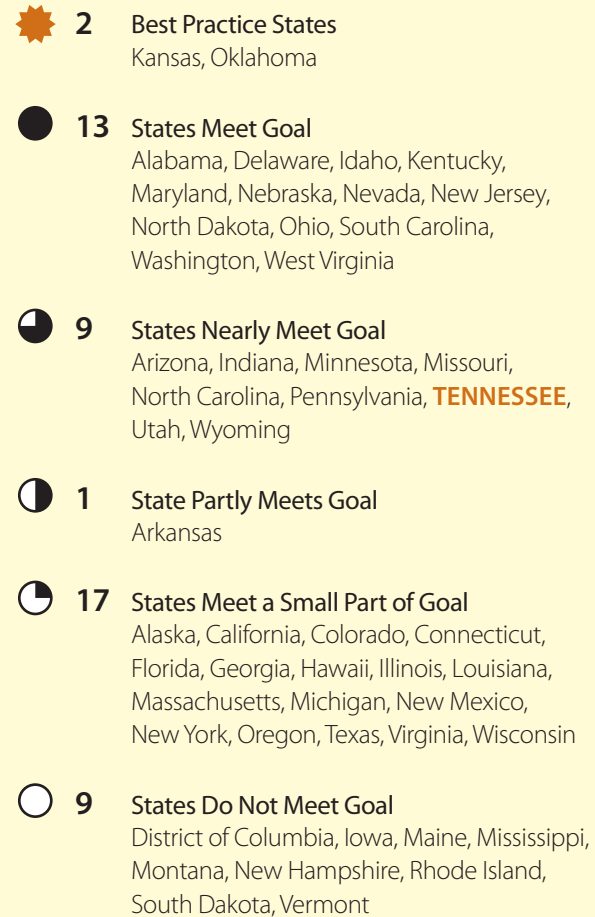 2 Best Practice States
Kansas, Oklahoma
13 States Meet Goal
Alabama, Delaware, Idaho, Kentucky,
Maryland, Nebraska, Nevada, New Jersey,
North Dakota, Ohio, South Carolina,
Washington, West Virginia
9 States Nearly Meet Goal
Arizona, Indiana, Minnesota, Missouri,
North Carolina, Pennsylvania, TENNESSEE,
Utah, Wyoming
1 State Partly Meets Goal
Arkansas
17 States Meet a Small Part of Goal
Alaska, California, Colorado, Connecticut,
Florida, Georgia, Hawaii, Illinois, Louisiana,
Massachusetts, Michigan, New Mexico,
New York, Oregon, Texas, Virginia, Wisconsin
9 States Do Not Meet Goal
District of Columbia, Iowa, Maine, Mississippi,
Montana, New Hampshire, Rhode Island,
South Dakota, Vermont